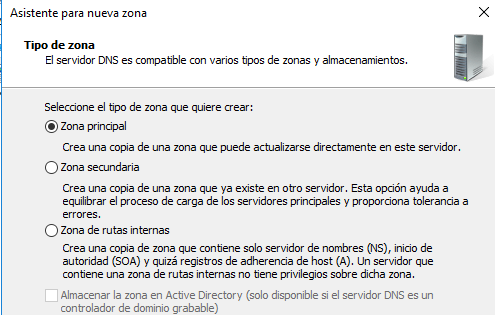 Asistente para nueva zona
Tipo de zona
El servidor DNS es compatible con varios tipos de zonas y almacenamientos.
Seleccione el tipo de zona que quiere crear:
Zona principal
Crea una copia de una zona que puede actualizarse directamente en este servidor.
Zona secundaria
Crea una copia de una zona que ya existe en otro servidor. Esta opción ayuda a
equilibrar el proceso de carga de los servidores principales y proporciona tolerancia a
errores.
Zona de rutas internas
Crea una copia de zona que contiene solo servidor de nombres (NS), inicio de
autoridad (SOA) y quizá registros de adherencia de host (A). Un servidor que
contiene una zona de rutas internas no tiene privilegios sobre dicha zona.
Almacenar la zona en Active Directory (solo disponible si el servidor DNS es un
controlador de dominio grabable)